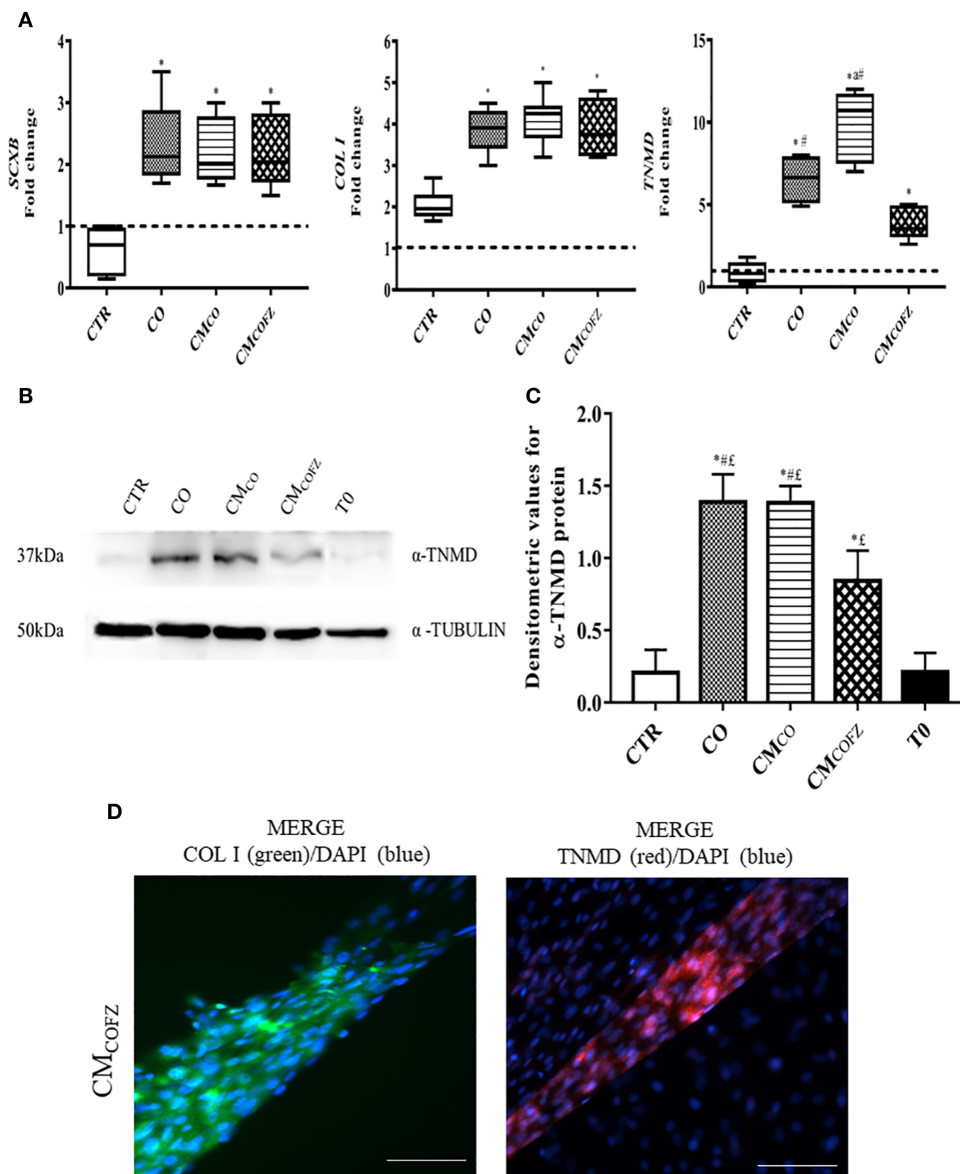 A
SCXB
Fold change
4
3
2
1
0
*
*
*
CTR
CO
CMCO
CMCOFZ
COL I
Fold change
6
5
4
3
2
1
0
*
*
*
CTR
CO
CMCO
CMCOFZ
TNMD
Fold change
15
10
5
0
*#
*a#
*
CTR
CO
CMCO
CMCOFZ
B
CTR
CO
CMCO
CMCOFZ
T0
37kDa
α-TNMD
50kDa
α -TUBULIN
C
Densitometric values for
α-TNMD protein
2.0
1.5
1.0
0.5
0.0
*#£
*#£
*£
CTR
CO
CMCO
CMCOFZ
T0
D
MERGE
COL I (green)/DAPI (blue)
MERGE
TNMD (red)/DAPI (blue)
CMCOFZ